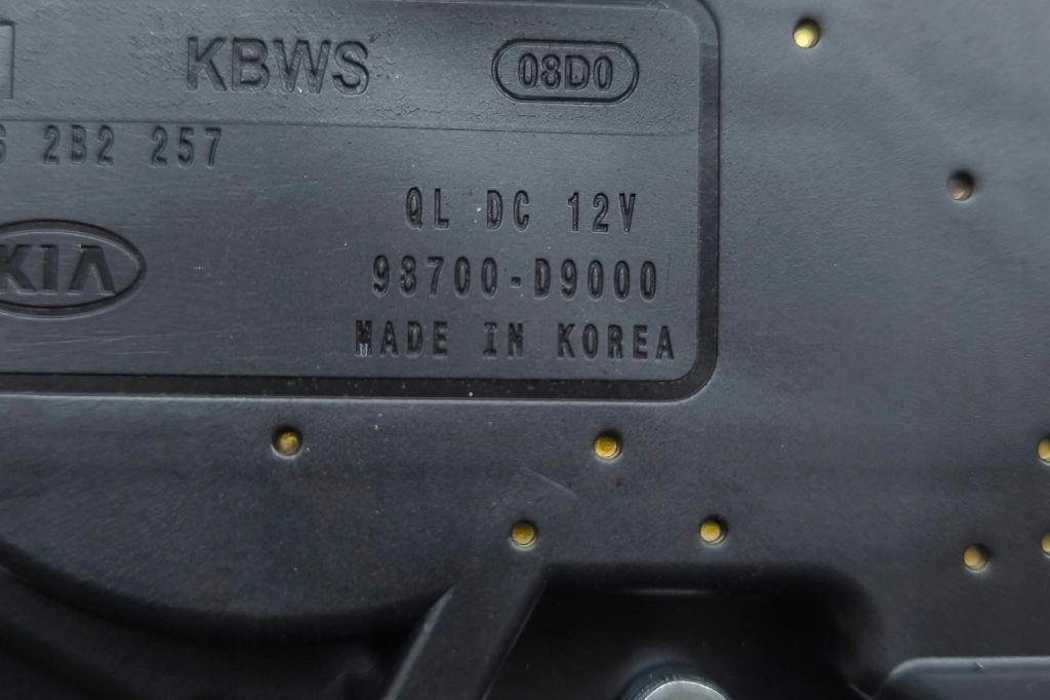 KBWS 08D0
2B2 257
QL DC 12V
KIA
98700-D9000
MADE IN KOREA